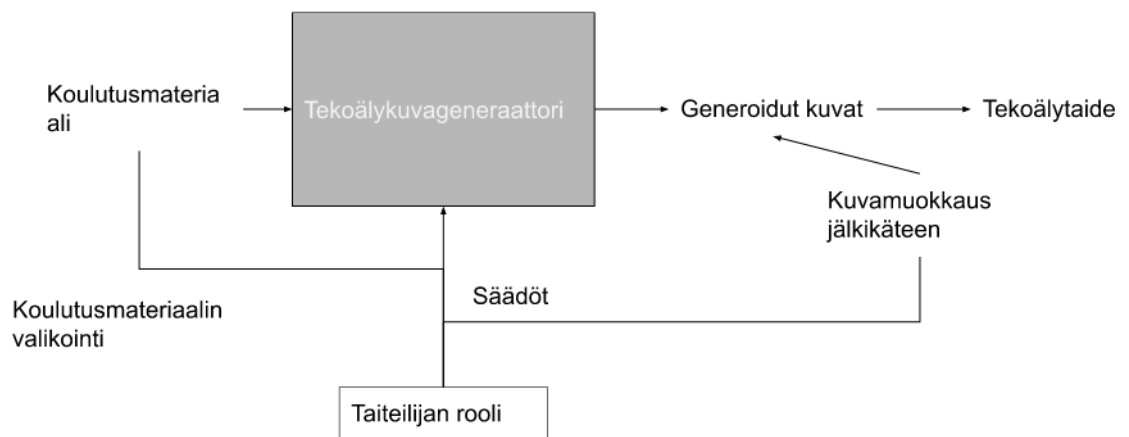 Koulutusmateria
ali
Tekoälykuvageneraattori
Generoidut kuvat
Tekoälytaide
Kuvamuokkaus
jälkikäteen
Koulutusmateriaalin
valikointi
Säädöt
Taiteilijan rooli